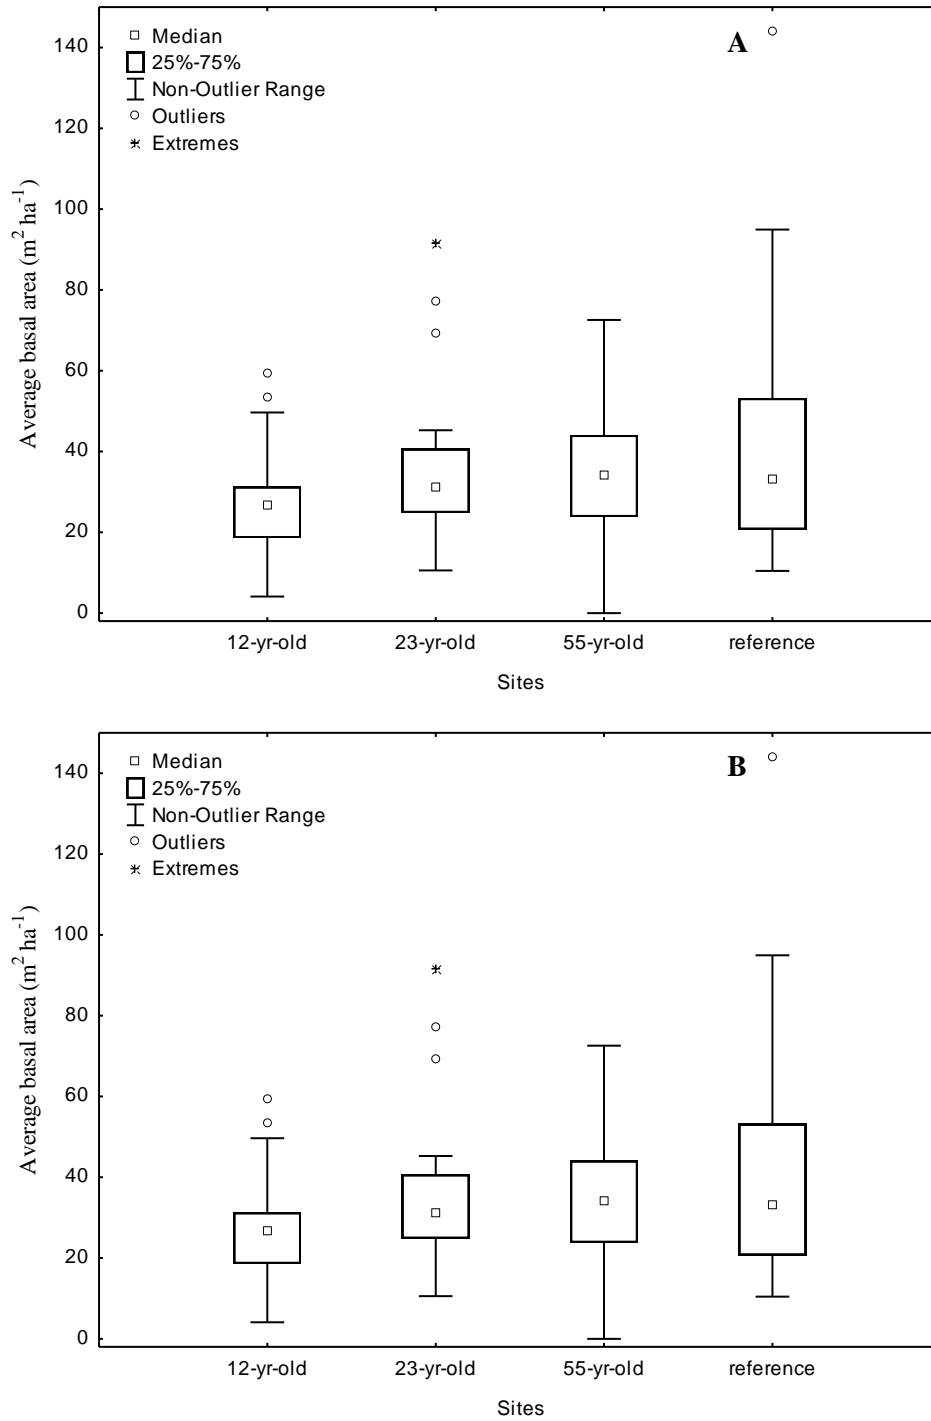 Median
25%-75%
Non-Outlier Range
Outliers
Extremes
A
140
120
100
80
60
40
20
0
Average basal area (m² ha⁻¹)
12-yr-old 23-yr-old 55-yr-old reference
Sites
Median
25%-75%
Non-Outlier Range
Outliers
Extremes
B
140
120
100
80
60
40
20
0
Average basal area (m² ha⁻¹)
12-yr-old 23-yr-old 55-yr-old reference
Sites